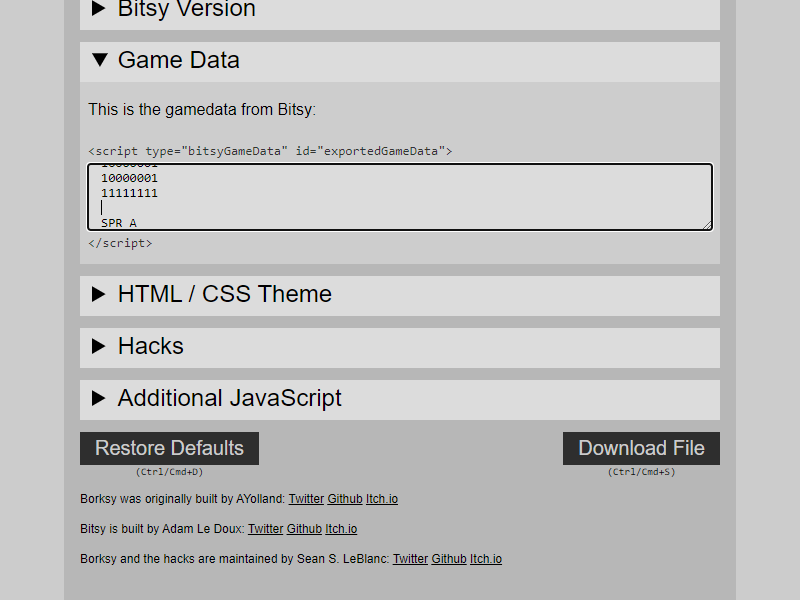 Bitsy Version
Game Data
This is the gamedata from Bitsy:
<script type="bitsyGameData" id="exportedGameData">
10000001
10000001
11111111
SPR A
</script>
HTML / CSS Theme
Hacks
Additional JavaScript
Restore Defaults Download File
(Ctrl/Cmd+D) (Ctrl/Cmd+S)
Borksy was originally built by AYolland: Twitter Github Itch.io
Bitsy is built by Adam Le Doux: Twitter Github Itch.io
Borksy and the hacks are maintained by Sean S. LeBlanc: Twitter Github Itch.io